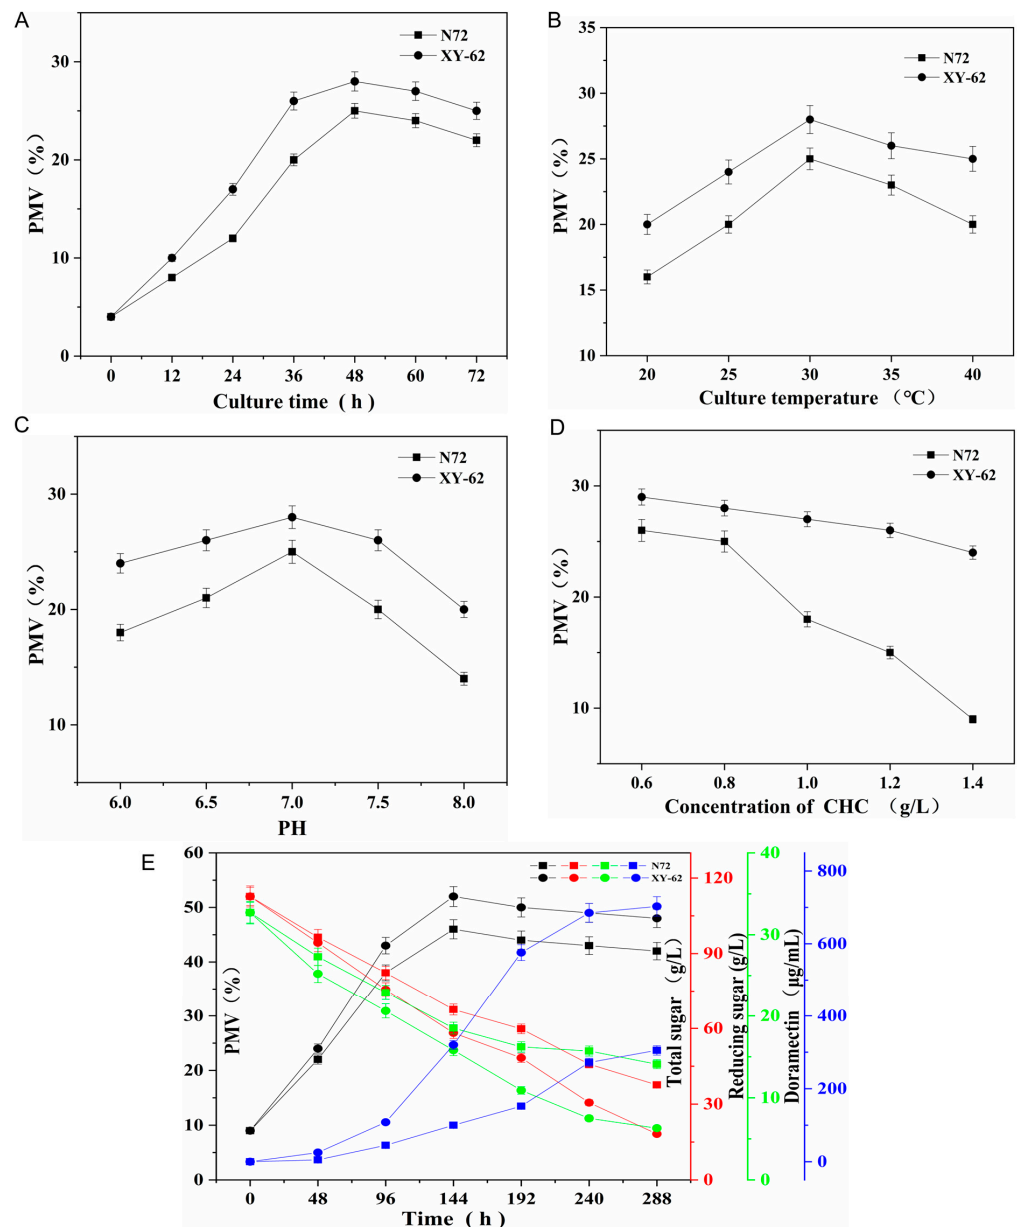 A
N72
XY-62
PMV（%）
30
20
10
0
0 12 24 36 48 60 72
Culture time （h）
B
N72
XY-62
PMV（%）
35
30
25
20
15
10
20 25 30 35 40
Culture temperature （℃）
C
N72
XY-62
PMV（%）
30
20
10
6.0 6.5 7.0 7.5 8.0
PH
D
N72
XY-62
PMV（%）
30
20
10
0.6 0.8 1.0 1.2 1.4
Concentration of CHC （g/L）
E
N72
XY-62
PMV（%）
60
50
40
30
20
10
0
0 48 96 144 192 240 288
Time （h）
Total sugar （g/L）
120
90
60
30
0
Reducing sugar (g/L)
40
30
20
10
0
Doramectin（μg/mL）
800
600
400
200
0